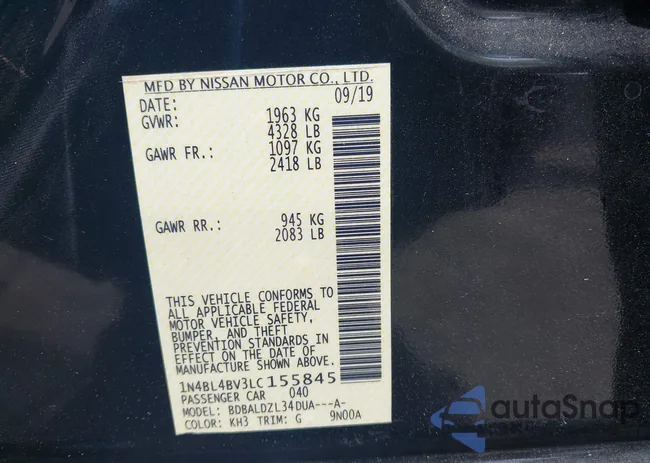 MFD BY NISSAN MOTOR CO., LTD.
DATE: 09/19
GVWR: 1963 KG
4328 LB
GAWR FR.: 1097 KG
2418 LB
GAWR RR.: 945 KG
2083 LB
THIS VEHICLE CONFORMS TO
ALL APPLICABLE FEDERAL
MOTOR VEHICLE SAFETY,
BUMPER, AND THEFT
PREVENTION STANDARDS IN
EFFECT ON THE DATE OF
MANUFACTURE SHOWN ABOVE.
1N4BL4BV3LC155845
PASSENGER CAR 040
MODEL: BDBALDZL34DUA---A-
COLOR: KH3 TRIM: G 9N00A
autoSnap